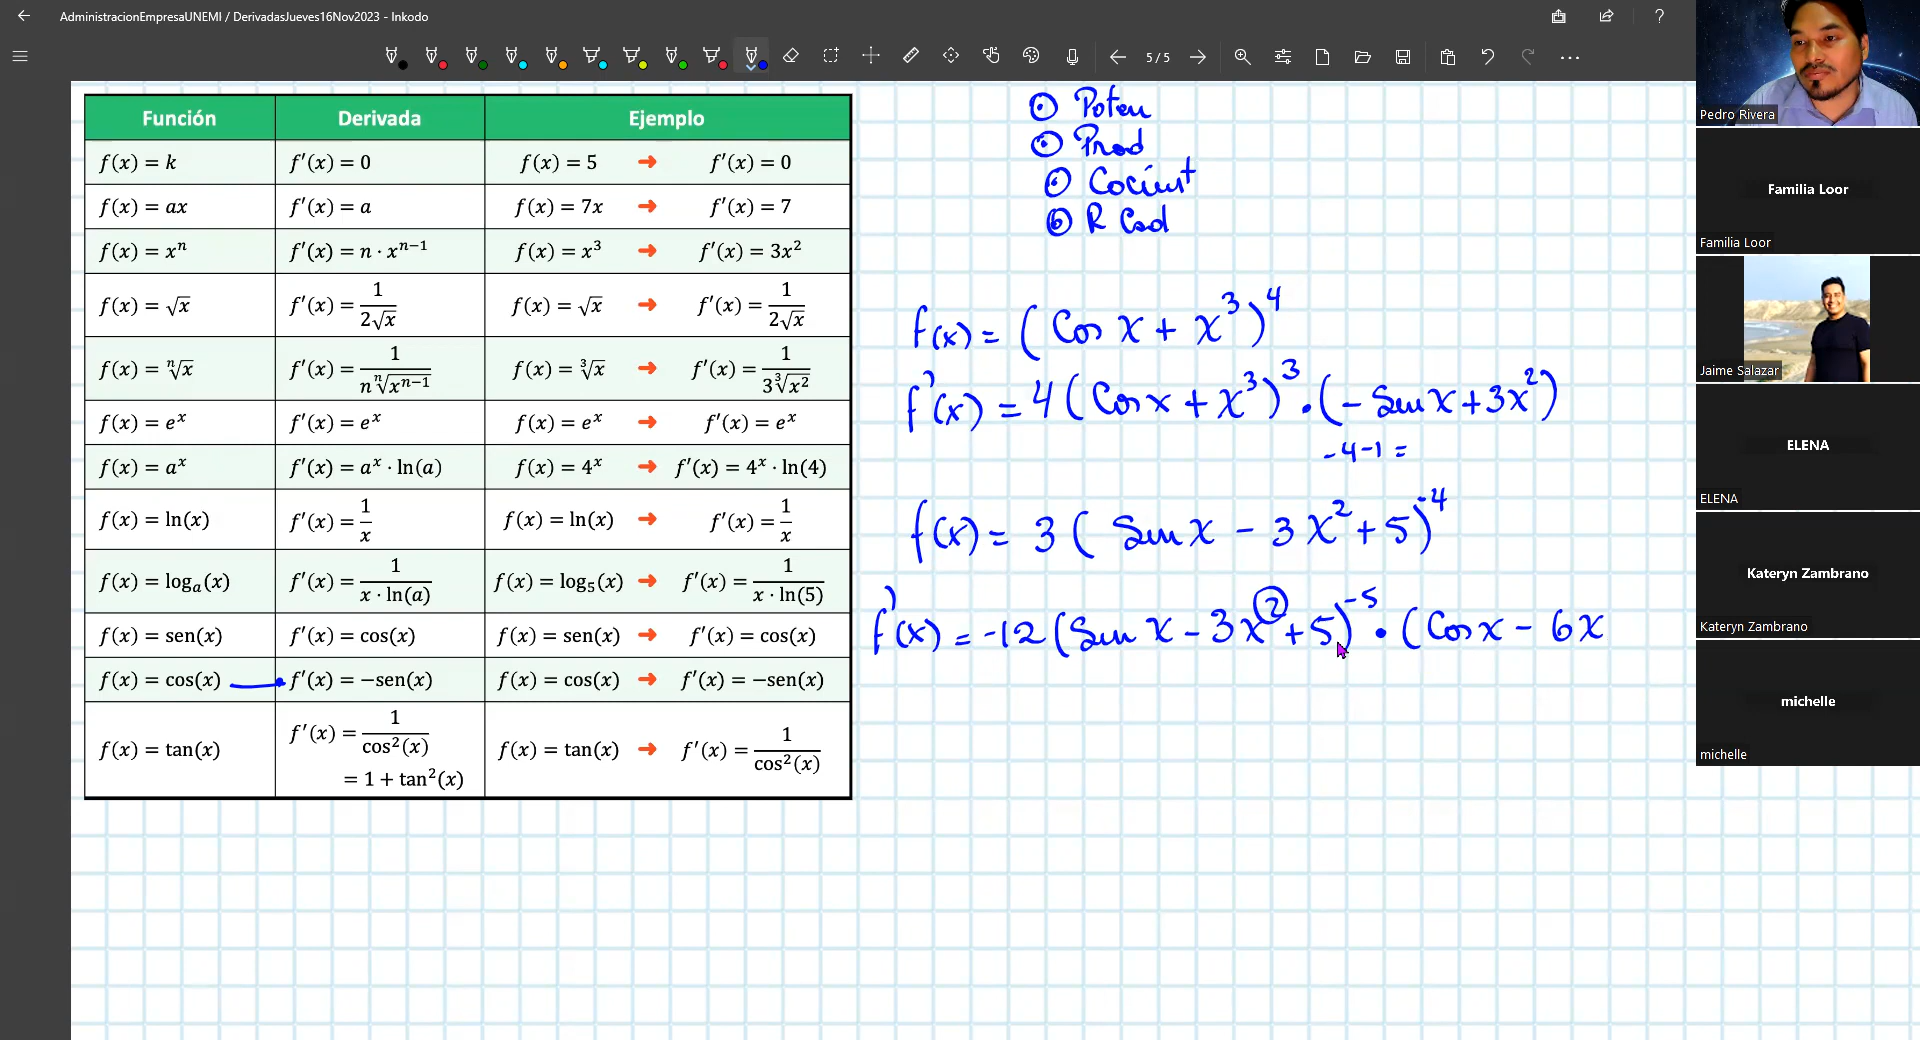 AdministracionEmpresaUNEMI / DerivadasJueves16Nov2023 - Inkodo
?
5 / 5
Pedro Rivera
Familia Loor
Familia Loor
Jaime Salazar
ELENA
ELENA
Kateryn Zambrano
Kateryn Zambrano
michelle
michelle
Función Derivada Ejemplo
f(x) = k f′(x) = 0 f(x) = 5 ➜ f′(x) = 0
f(x) = ax f′(x) = a f(x) = 7x ➜ f′(x) = 7
f(x) = xⁿ f′(x) = n · xⁿ⁻¹ f(x) = x³ ➜ f′(x) = 3x²
f(x) = √x f′(x) = 1/(2√x) f(x) = √x ➜ f′(x) = 1/(2√x)
f(x) = ⁿ√x f′(x) = 1/(n ⁿ√(xⁿ⁻¹)) f(x) = ³√x ➜ f′(x) = 1/(3 ³√(x²))
f(x) = eˣ f′(x) = eˣ f(x) = eˣ ➜ f′(x) = eˣ
f(x) = aˣ f′(x) = aˣ · ln(a) f(x) = 4ˣ ➜ f′(x) = 4ˣ · ln(4)
f(x) = ln(x) f′(x) = 1/x f(x) = ln(x) ➜ f′(x) = 1/x
f(x) = logₐ(x) f′(x) = 1/(x · ln(a)) f(x) = log₅(x) ➜ f′(x) = 1/(x · ln(5))
f(x) = sen(x) f′(x) = cos(x) f(x) = sen(x) ➜ f′(x) = cos(x)
f(x) = cos(x) f′(x) = −sen(x) f(x) = cos(x) ➜ f′(x) = −sen(x)
f(x) = tan(x) f′(x) = 1/cos²(x) = 1 + tan²(x) f(x) = tan(x) ➜ f′(x) = 1/cos²(x)
⊙ Poten
⊙ Prod
⊙ Cocient
⊙ R Cad
f(x) = (Cos x + x³)⁴
f'(x) = 4(Cos x + x³)³ · (- Sen x + 3x²)
-4-1 =
f(x) = 3 (Sen x - 3x² + 5)⁻⁴
f'(x) = -12 (Sen x - 3x² + 5)⁻⁵ · (Cos x - 6x